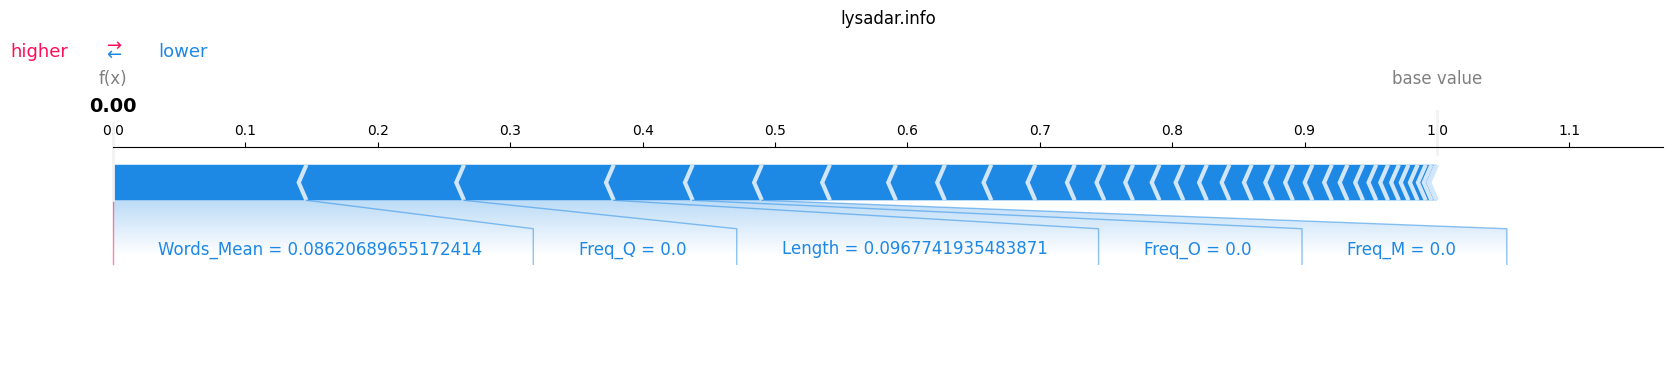 lysadar.info
higher ⇄ lower
f(x) base value
0.00
0.0 0.1 0.2 0.3 0.4 0.5 0.6 0.7 0.8 0.9 1.0 1.1
Words_Mean = 0.08620689655172414 Freq_Q = 0.0 Length = 0.0967741935483871 Freq_O = 0.0 Freq_M = 0.0